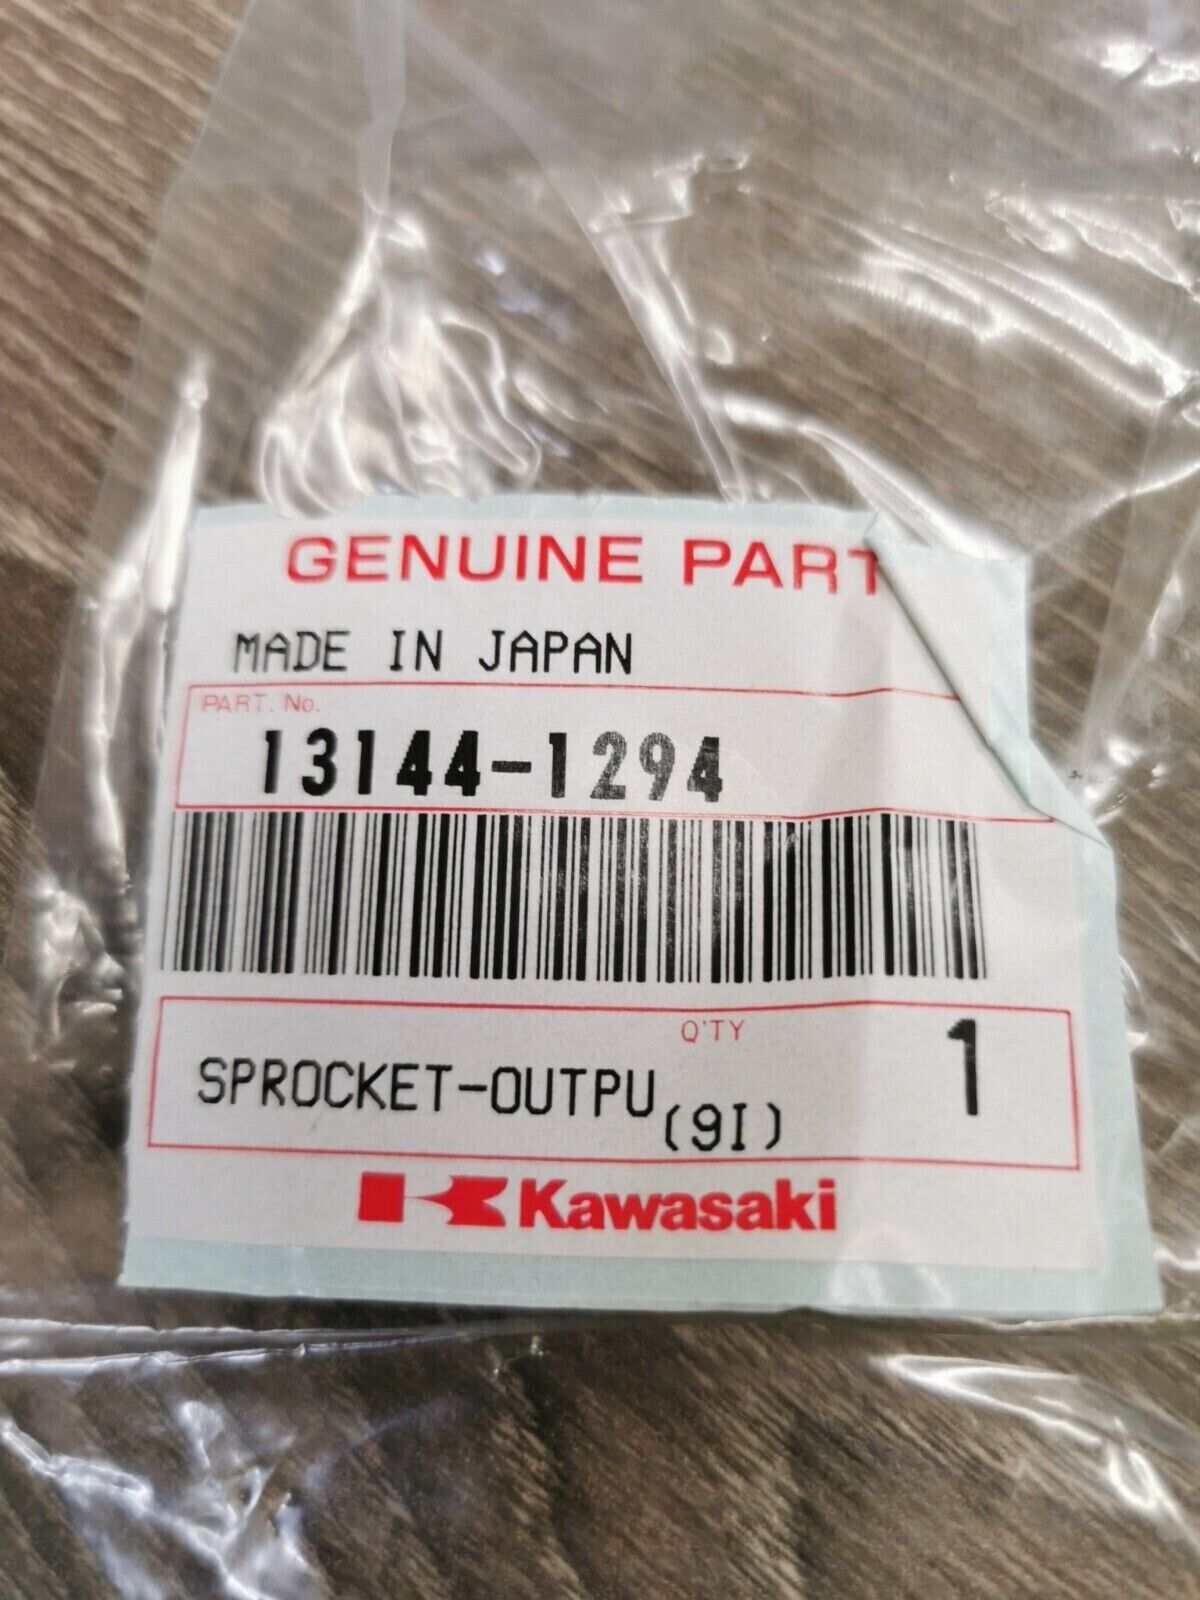 GENUINE PART
MADE IN JAPAN
PART. No.
13144-1294
Q'TY
1
SPROCKET-OUTPU
(9I)
Kawasaki